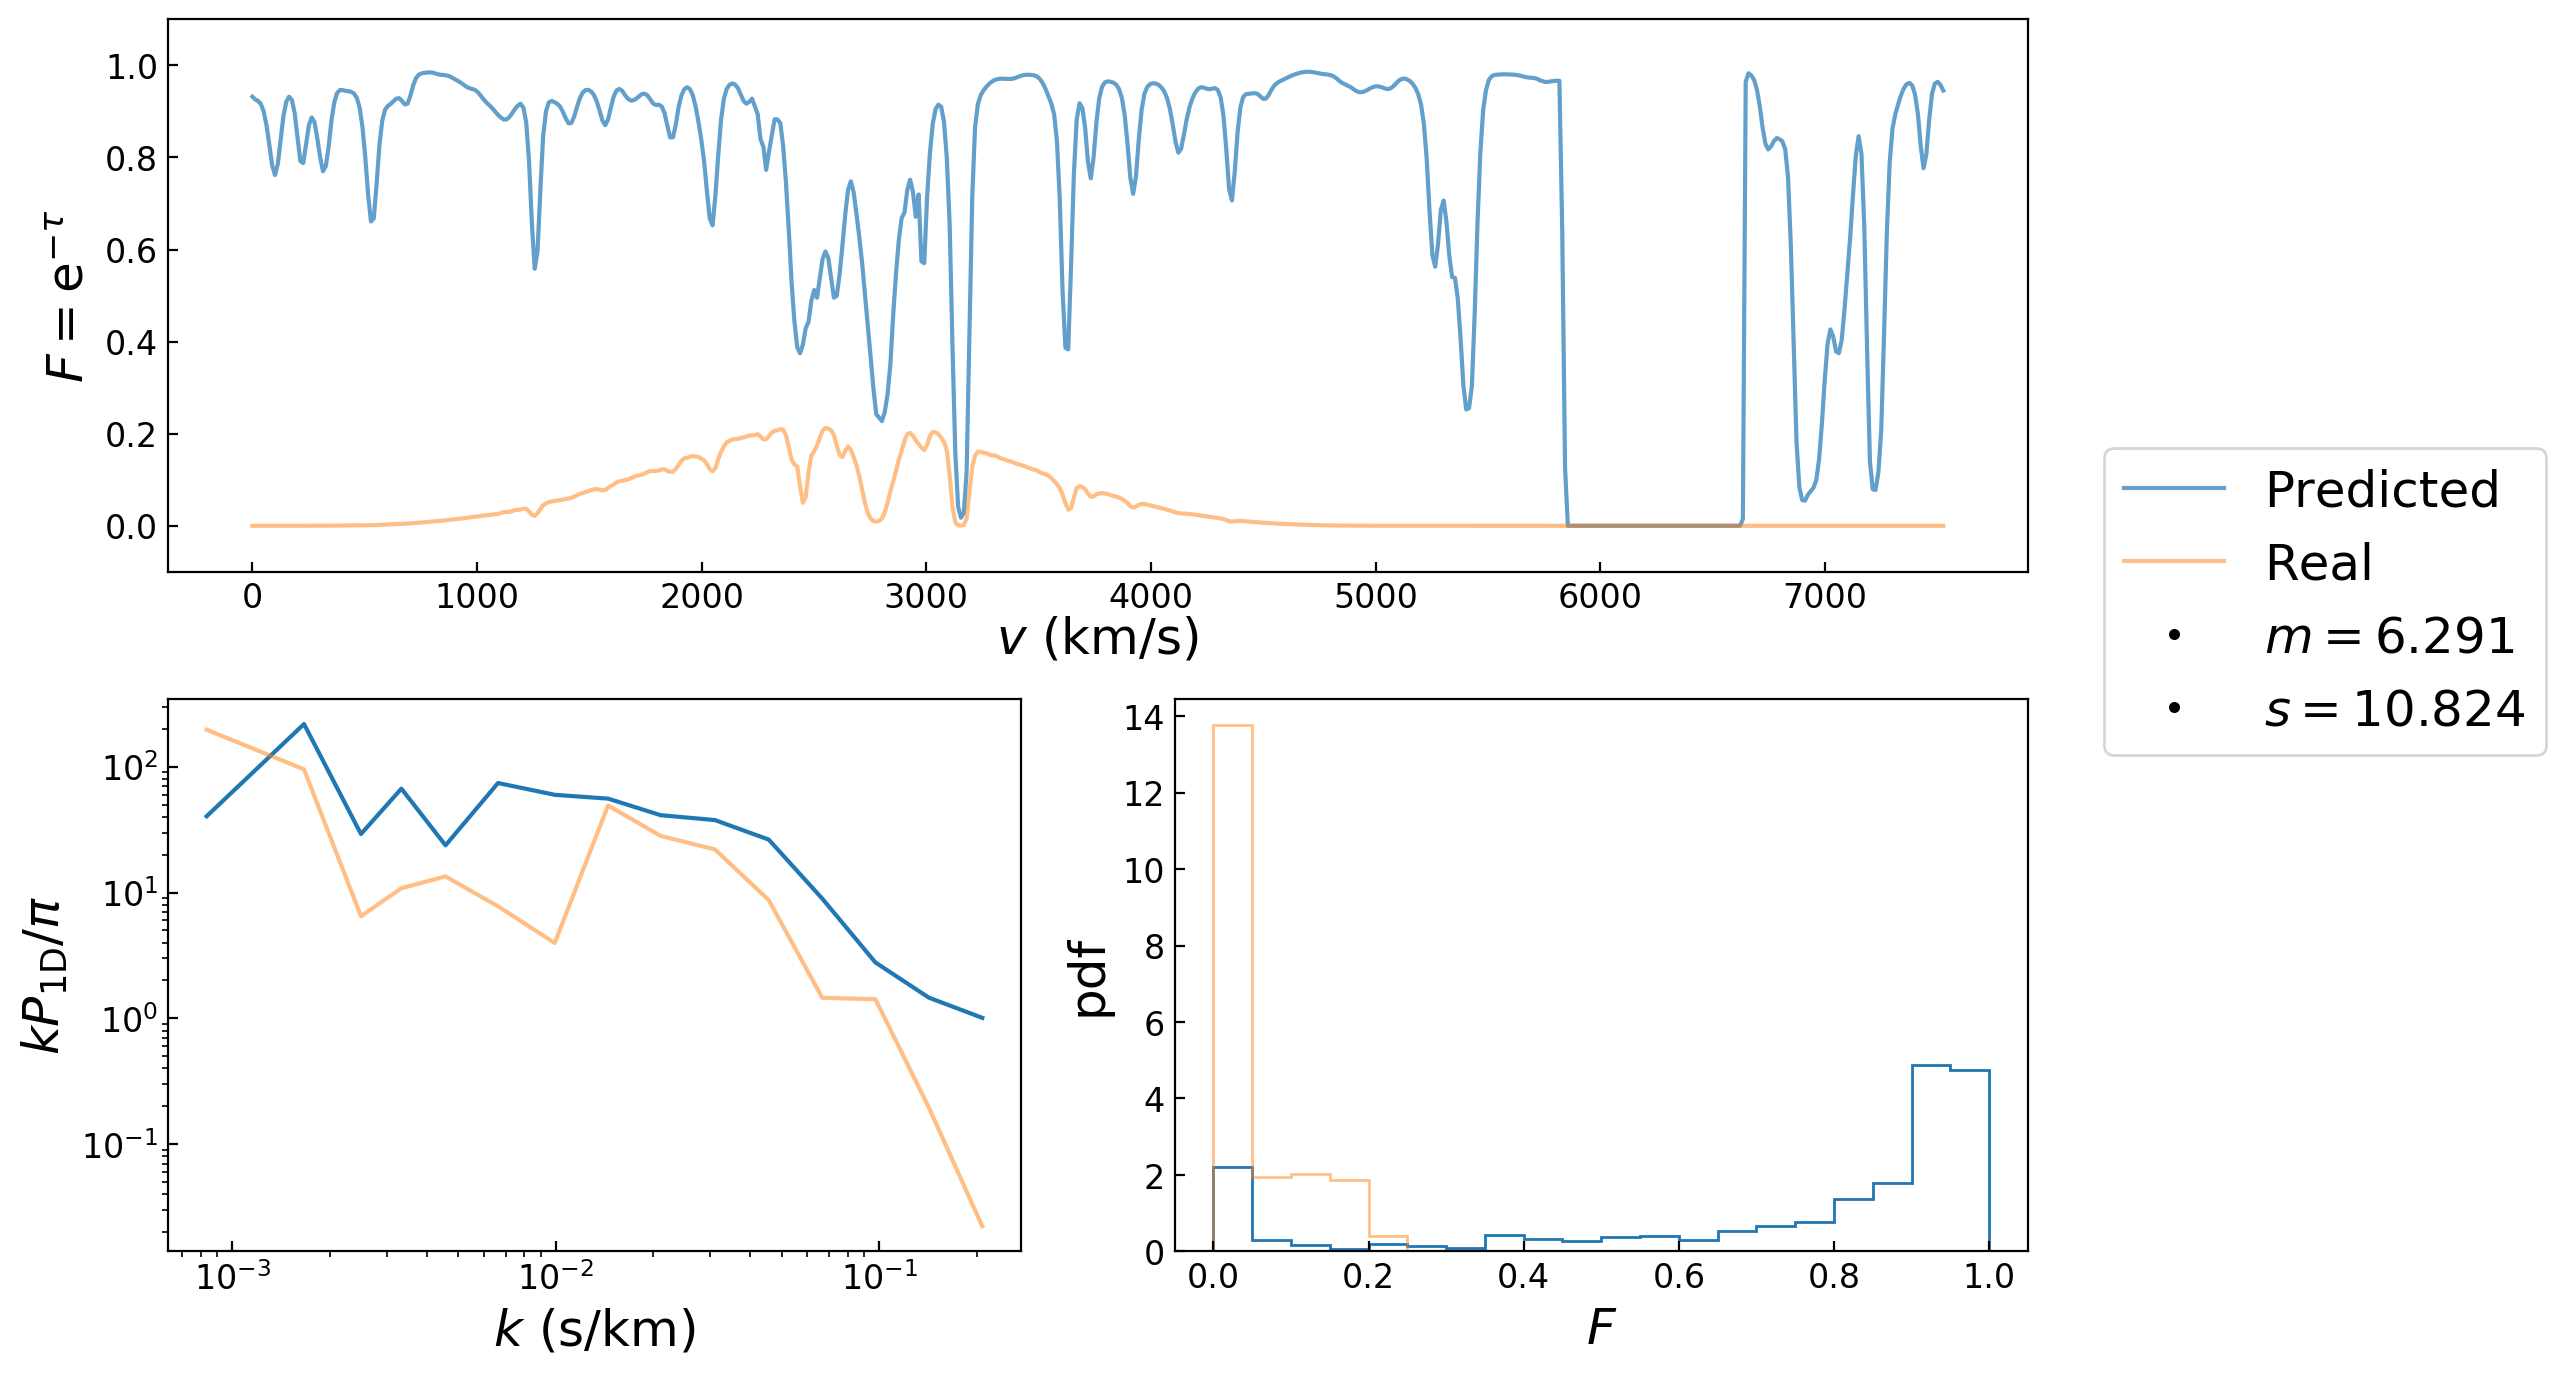 F = e^{-τ}
1.0
0.8
0.6
0.4
0.2
0.0
0 1000 2000 3000 4000 5000 6000 7000
v (km/s)
Predicted
Real
m = 6.291
s = 10.824
kP_{1D}/π
10^2
10^1
10^0
10^{-1}
10^{-3} 10^{-2} 10^{-1}
k (s/km)
pdf
14
12
10
8
6
4
2
0
0.0 0.2 0.4 0.6 0.8 1.0
F